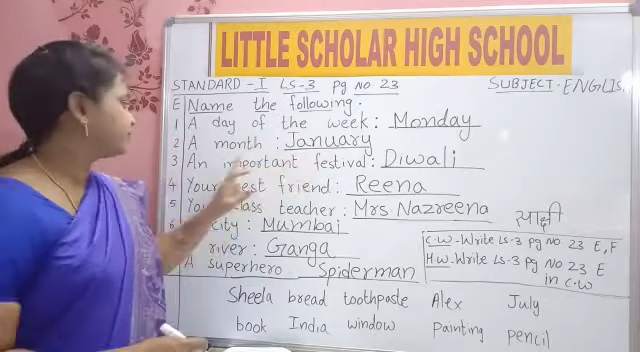 LITTLE SCHOLAR HIGH SCHOOL
STANDARD - I LS-3 Pg No 23 SUBJECT: ENGLIS
E Name the following.
1 A day of the week: Monday
2 A month : January
3 An important festival: Diwali
4 Your best friend: Reena
5 Your class teacher: Mrs Nazreena
6 city: Mumbai
river: Ganga
A superhero Spiderman
स्याही
C.W - Write LS-3 Pg No 23 E, F
H.W - Write LS-3 Pg No 23 E
in C.W
Sheela bread toothpaste Alex July
book India window painting pencil